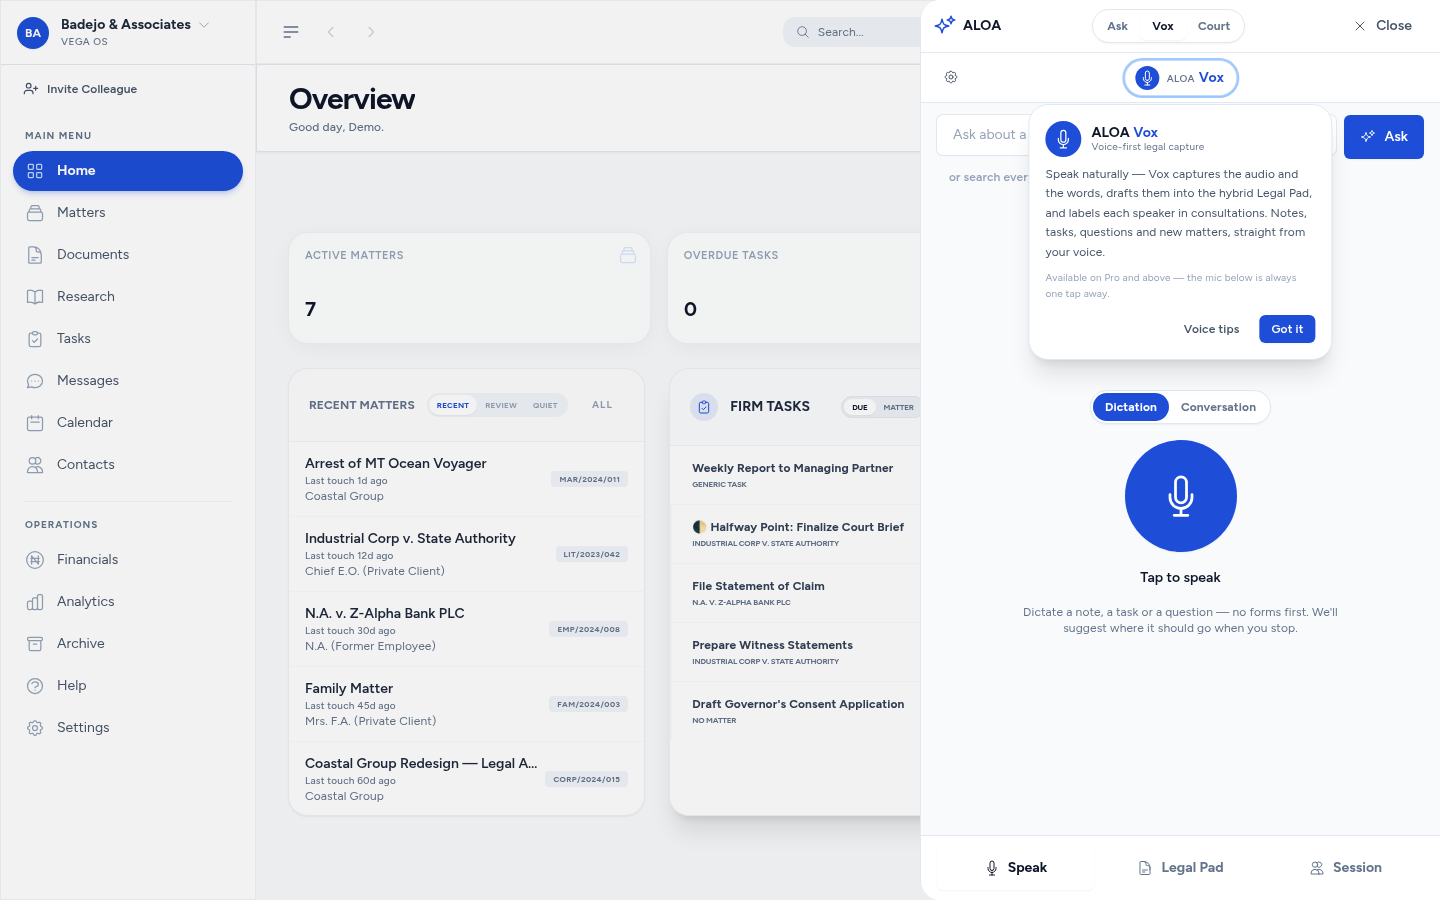 BA
Badejo & Associates
VEGA OS
Invite Colleague
MAIN MENU
Home
Matters
Documents
Research
Tasks
Messages
Calendar
Contacts
OPERATIONS
Financials
Analytics
Archive
Help
Settings
Search...
Overview
Good day, Demo.
ACTIVE MATTERS
7
OVERDUE TASKS
0
RECENT MATTERS
RECENT
REVIEW
QUIET
ALL
Arrest of MT Ocean Voyager
Last touch 1d ago
Coastal Group
MAR/2024/011
Industrial Corp v. State Authority
Last touch 12d ago
Chief E.O. (Private Client)
LIT/2023/042
N.A. v. Z-Alpha Bank PLC
Last touch 30d ago
N.A. (Former Employee)
EMP/2024/008
Family Matter
Last touch 45d ago
Mrs. F.A. (Private Client)
FAM/2024/003
Coastal Group Redesign — Legal A...
Last touch 60d ago
Coastal Group
CORP/2024/015
FIRM TASKS
DUE
MATTER
Weekly Report to Managing Partner
GENERIC TASK
🌓 Halfway Point: Finalize Court Brief
INDUSTRIAL CORP V. STATE AUTHORITY
File Statement of Claim
N.A. V. Z-ALPHA BANK PLC
Prepare Witness Statements
INDUSTRIAL CORP V. STATE AUTHORITY
Draft Governor's Consent Application
NO MATTER
ALOA
Ask
Vox
Court
Close
ALOA Vox
Ask about a
Ask
or search ever
ALOA Vox
Voice-first legal capture
Speak naturally — Vox captures the audio and
the words, drafts them into the hybrid Legal Pad,
and labels each speaker in consultations. Notes,
tasks, questions and new matters, straight from
your voice.
Available on Pro and above — the mic below is always
one tap away.
Voice tips
Got it
Dictation
Conversation
Tap to speak
Dictate a note, a task or a question — no forms first. We'll
suggest where it should go when you stop.
Speak
Legal Pad
Session